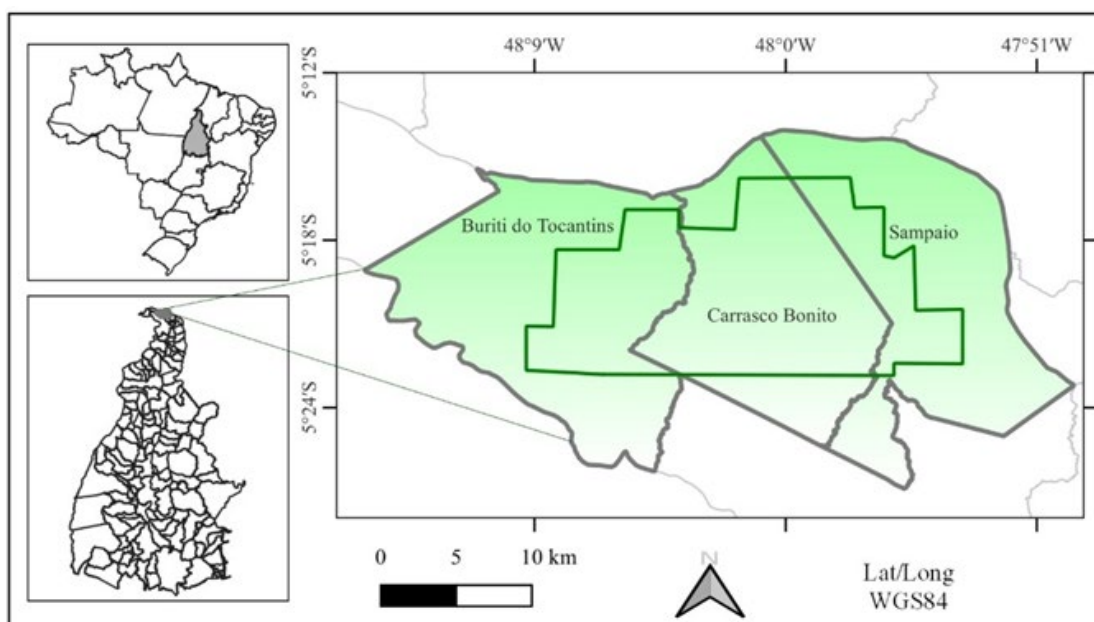 48°9'W
48°0'W
47°51'W
5°12'S
5°18'S
5°24'S
Buriti do Tocantins
Sampaio
Carrasco Bonito
0
5
10 km
N
Lat/Long
WGS84